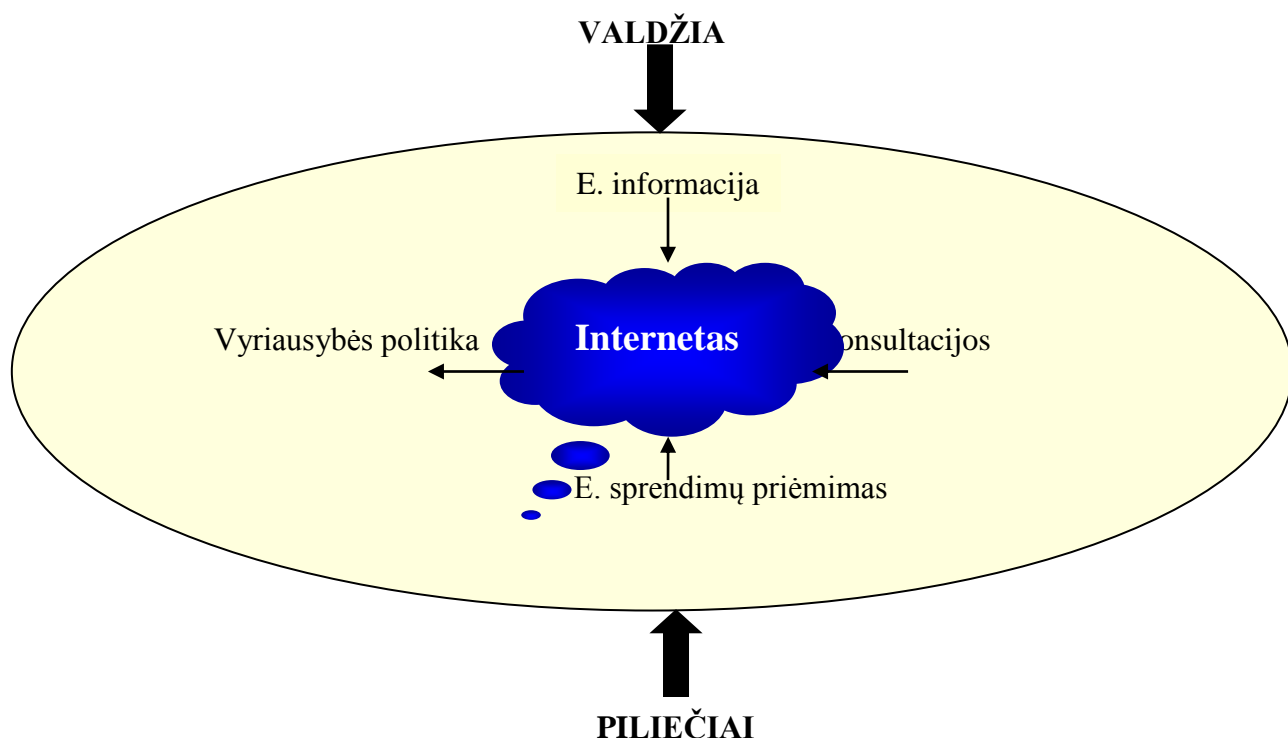 VALDŽIA
E. informacija
Vyriausybės politika
Internetas
onsultacijos
E. sprendimų priėmimas
PILIEČIAI